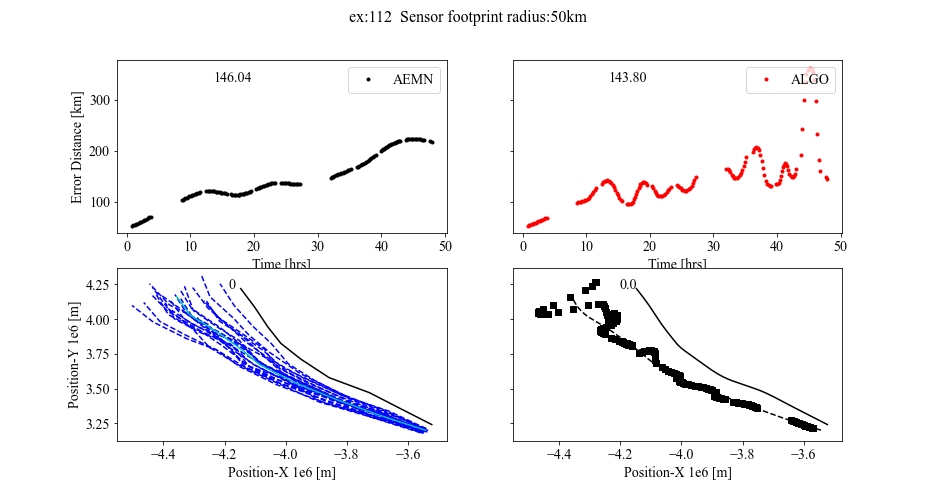 ex:112  Sensor footprint radius:50km
146.04
AEMN
143.80
ALGO
Error Distance [km]
300
200
100
0 10 20 30 40 50
0 10 20 30 40 50
Time [hrs]
Time [hrs]
Position-Y 1e6 [m]
4.25
4.00
3.75
3.50
3.25
0
0.0
−4.4 −4.2 −4.0 −3.8 −3.6
−4.4 −4.2 −4.0 −3.8 −3.6
Position-X 1e6 [m]
Position-X 1e6 [m]